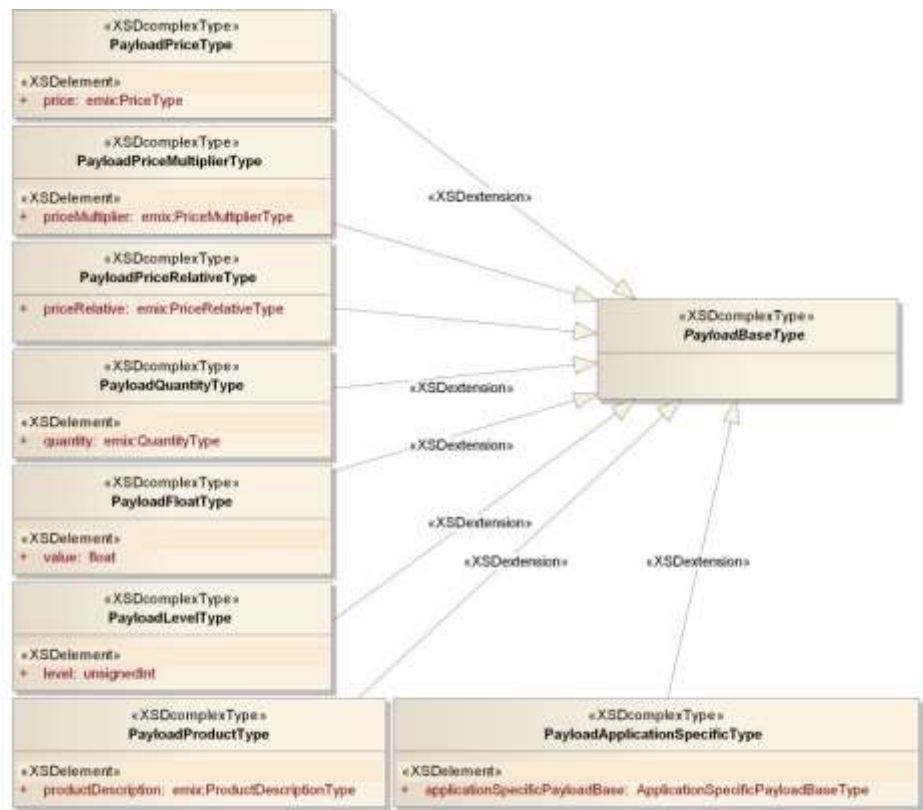 «XSDcomplexType»
PayloadPriceType
«XSDelement»
+ price: emix:PriceType
«XSDcomplexType»
PayloadPriceMultiplierType
«XSDelement»
+ priceMultiplier: emix:PriceMultiplierType
«XSDcomplexType»
PayloadPriceRelativeType
+ priceRelative: emix:PriceRelativeType
«XSDcomplexType»
PayloadQuantityType
«XSDelement»
+ quantity: emix:QuantityType
«XSDcomplexType»
PayloadFloatType
«XSDelement»
+ value: float
«XSDcomplexType»
PayloadLevelType
«XSDelement»
+ level: unsignedInt
«XSDcomplexType»
PayloadProductType
«XSDelement»
+ productDescription: emix:ProductDescriptionType
«XSDcomplexType»
PayloadApplicationSpecificType
«XSDelement»
+ applicationSpecificPayloadBase: ApplicationSpecificPayloadBaseType
«XSDextension»
«XSDextension»
«XSDextension»
«XSDextension»
«XSDextension»
«XSDextension»
«XSDcomplexType»
PayloadBaseType